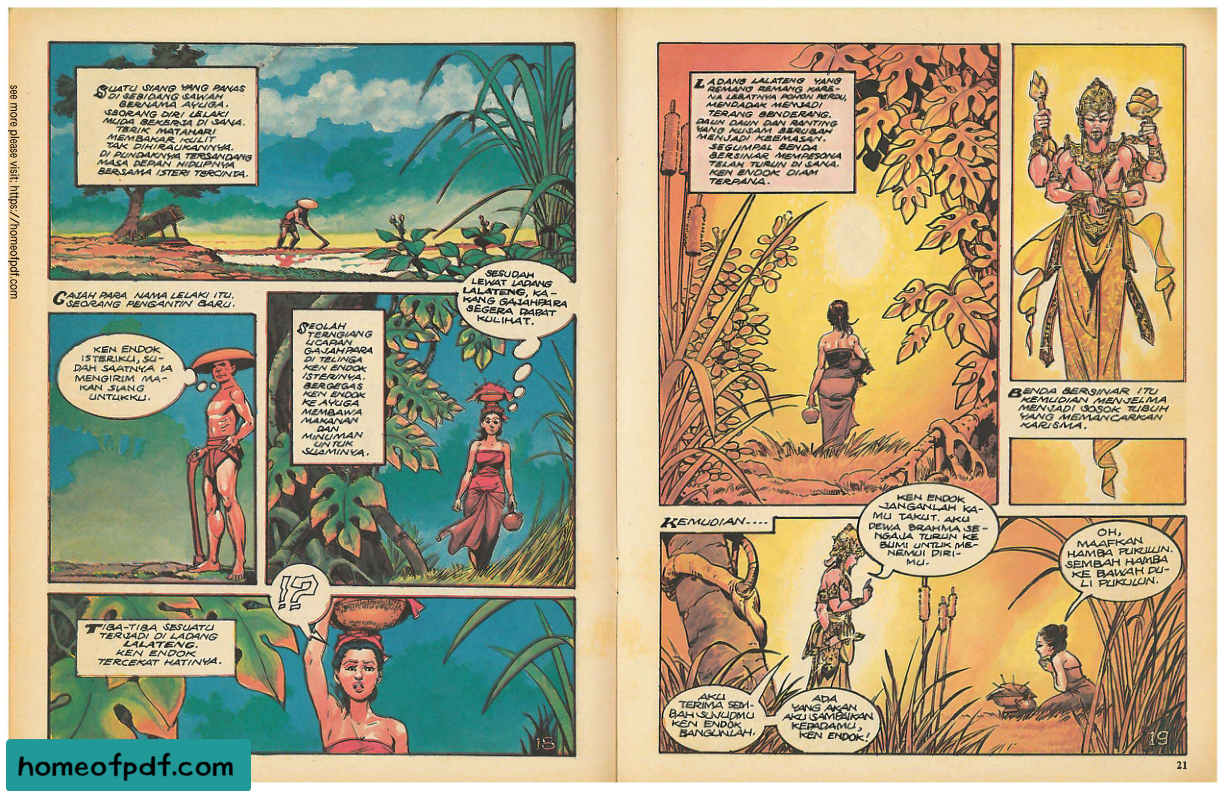 see more please visit: https://homeofpdf.com
SUATU SIANG YANG PANAS
DI SEBIDANG SAWAH
BERNAMA AYUGA.
SEORANG DIRI LELAKI
MUDA BEKERJA DI SANA.
TERIK MATAHARI
MEMBAKAR KULIT
TAK DIHIRAUKANNYA.
DI PUNDAKNYA TERSANDANG
MASA DEPAN HIDUPNYA
BERSAMA ISTERI TERCINTA.
GAJAH PARA NAMA LELAKI ITU.
SEORANG PENGANTIN BARU.
KEN ENDOK
ISTERIKU, SU-
DAH SAATNYA IA
MENGIRIM MA-
KAN SIANG
UNTUKKU.
SEOLAH
TERNGIANG
UCAPAN
GAJAHPARA
DI TELINGA
KEN ENDOK
ISTERINYA.
BERGEGAS
KEN ENDOK
KE AYUGA
MEMBAWA
MAKANAN
DAN
MINUMAN
UNTUK
SUAMINYA.
SESUDAH
LEWAT LADANG
LALATENG, KA-
KANG GAJAHPARA
SEGERA DAPAT
KULIHAT.
TIBA-TIBA SESUATU
TERJADI DI LADANG
LALATENG.
KEN ENDOK
TERCEKAT HATINYA.
!?
18
LADANG LALATENG YANG
REMANG REMANG KARE-
NA LEBATNYA POHON PERDU,
MENDADAK MENJADI
TERANG BENDERANG.
DAUN DAUN DAN RANTING
YANG KUSAM BERUBAH
MENJADI KEEMASAN.
SEGUMPAL BENDA
BERSINAR MEMPESONA
TELAH TURUN DI SANA.
KEN ENDOK DIAM
TERPANA.
BENDA BERSINAR ITU
KEMUDIAN MENJELMA
MENJADI SOSOK TUBUH
YANG MEMANCARKAN
KARISMA.
KEMUDIAN----
KEN ENDOK
JANGANLAH KA-
MU TAKUT. AKU
DEWA BRAHMA SE-
NGAJA TURUN KE
BUMI UNTUK ME-
NEMUI DIRI-
MU.
OH,
MAAFKAN
HAMBA PUKULUN.
SEMBAH HAMBA
KE BAWAH DU-
LI PUKULUN.
AKU
TERIMA SEM-
BAH SUJUDMU
KEN ENDOK
BANGUNLAH.
ADA
YANG AKAN
AKU SAMPAIKAN
KEPADAMU,
KEN ENDOK!
19
21
homeofpdf.com